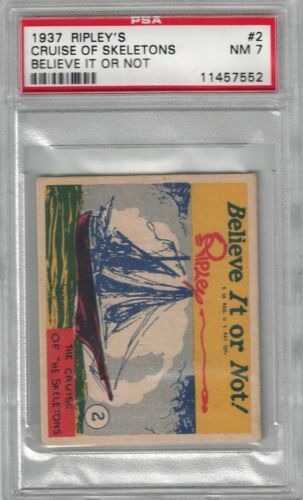 PSA
1937 RIPLEY'S #2
CRUISE OF SKELETONS NM 7
BELIEVE IT OR NOT 11457552
Believe It or Not!
Ripley
THE CRUISE
OF THE SKELETONS
2